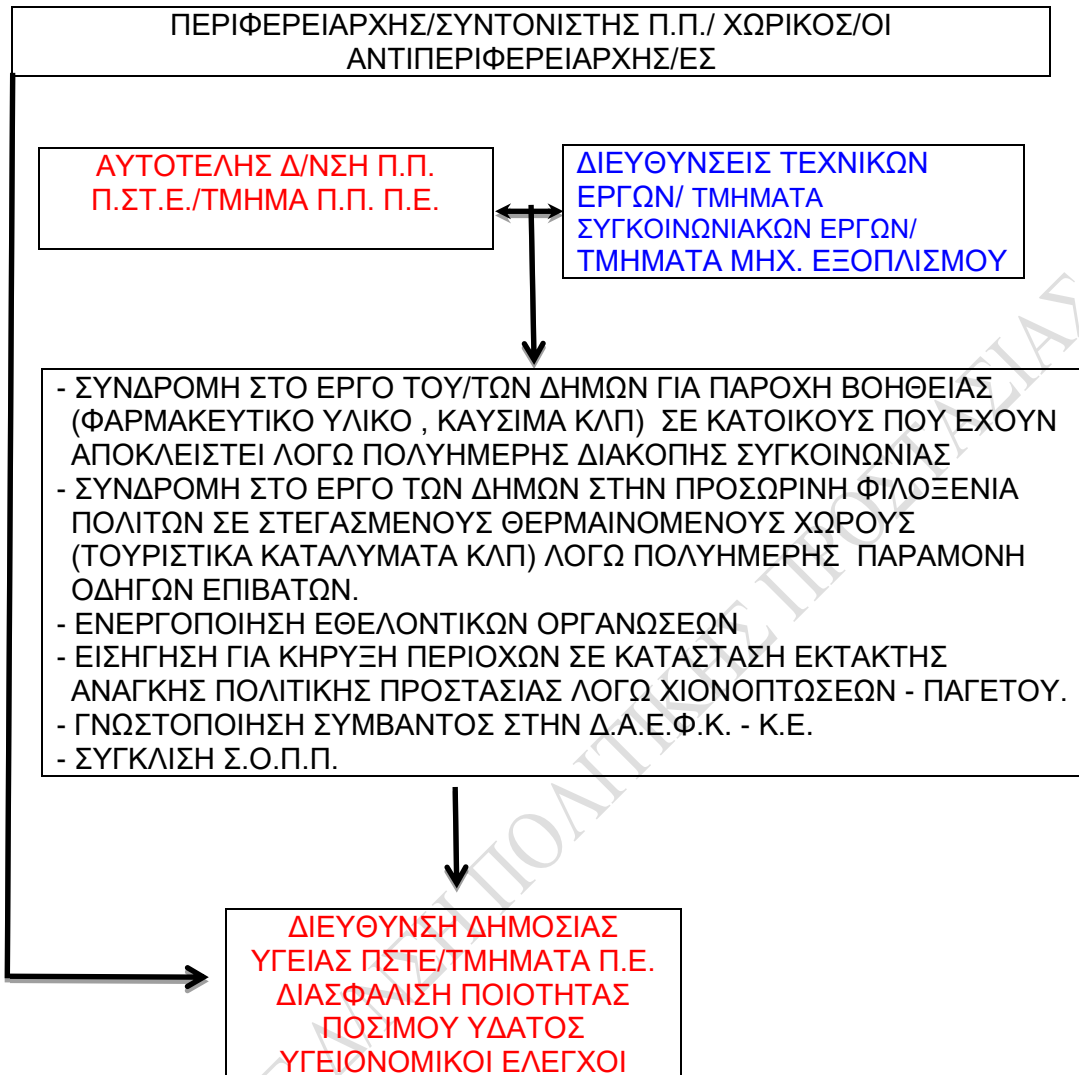 ΠΕΡΙΦΕΡΕΙΑΡΧΗΣ/ΣΥΝΤΟΝΙΣΤΗΣ Π.Π./ ΧΩΡΙΚΟΣ/ΟΙ
ΑΝΤΙΠΕΡΙΦΕΡΕΙΑΡΧΗΣ/ΕΣ
ΑΥΤΟΤΕΛΗΣ Δ/ΝΣΗ Π.Π.
Π.ΣΤ.Ε./ΤΜΗΜΑ Π.Π. Π.Ε.
ΔΙΕΥΘΥΝΣΕΙΣ ΤΕΧΝΙΚΩΝ
ΕΡΓΩΝ/ ΤΜΗΜΑΤΑ
ΣΥΓΚΟΙΝΩΝΙΑΚΩΝ ΕΡΓΩΝ/
ΤΜΗΜΑΤΑ ΜΗΧ. ΕΞΟΠΛΙΣΜΟΥ
- ΣΥΝΔΡΟΜΗ ΣΤΟ ΕΡΓΟ ΤΟΥ/ΤΩΝ ΔΗΜΩΝ ΓΙΑ ΠΑΡΟΧΗ ΒΟΗΘΕΙΑΣ
(ΦΑΡΜΑΚΕΥΤΙΚΟ ΥΛΙΚΟ , ΚΑΥΣΙΜΑ ΚΛΠ) ΣΕ ΚΑΤΟΙΚΟΥΣ ΠΟΥ ΕΧΟΥΝ
ΑΠΟΚΛΕΙΣΤΕΙ ΛΟΓΩ ΠΟΛΥΗΜΕΡΗΣ ΔΙΑΚΟΠΗΣ ΣΥΓΚΟΙΝΩΝΙΑΣ
- ΣΥΝΔΡΟΜΗ ΣΤΟ ΕΡΓΟ ΤΩΝ ΔΗΜΩΝ ΣΤΗΝ ΠΡΟΣΩΡΙΝΗ ΦΙΛΟΞΕΝΙΑ
ΠΟΛΙΤΩΝ ΣΕ ΣΤΕΓΑΣΜΕΝΟΥΣ ΘΕΡΜΑΙΝΟΜΕΝΟΥΣ ΧΩΡΟΥΣ
(ΤΟΥΡΙΣΤΙΚΑ ΚΑΤΑΛΥΜΑΤΑ ΚΛΠ) ΛΟΓΩ ΠΟΛΥΗΜΕΡΗΣ ΠΑΡΑΜΟΝΗ
ΟΔΗΓΩΝ ΕΠΙΒΑΤΩΝ.
- ΕΝΕΡΓΟΠΟΙΗΣΗ ΕΘΕΛΟΝΤΙΚΩΝ ΟΡΓΑΝΩΣΕΩΝ
- ΕΙΣΗΓΗΣΗ ΓΙΑ ΚΗΡΥΞΗ ΠΕΡΙΟΧΩΝ ΣΕ ΚΑΤΑΣΤΑΣΗ ΕΚΤΑΚΤΗΣ
ΑΝΑΓΚΗΣ ΠΟΛΙΤΙΚΗΣ ΠΡΟΣΤΑΣΙΑΣ ΛΟΓΩ ΧΙΟΝΟΠΤΩΣΕΩΝ - ΠΑΓΕΤΟΥ.
- ΓΝΩΣΤΟΠΟΙΗΣΗ ΣΥΜΒΑΝΤΟΣ ΣΤΗΝ Δ.Α.Ε.Φ.Κ. - Κ.Ε.
- ΣΥΓΚΛΙΣΗ Σ.Ο.Π.Π.
ΔΙΕΥΘΥΝΣΗ ΔΗΜΟΣΙΑΣ
ΥΓΕΙΑΣ ΠΣΤΕ/ΤΜΗΜΑΤΑ Π.Ε.
ΔΙΑΣΦΑΛΙΣΗ ΠΟΙΟΤΗΤΑΣ
ΠΟΣΙΜΟΥ ΥΔΑΤΟΣ
ΥΓΕΙΟΝΟΜΙΚΟΙ ΕΛΕΓΧΟΙ
Δ/ΝΣΗ ΠΟΛΙΤΙΚΗΣ ΠΡΟΣΤΑΣΙΑΣ